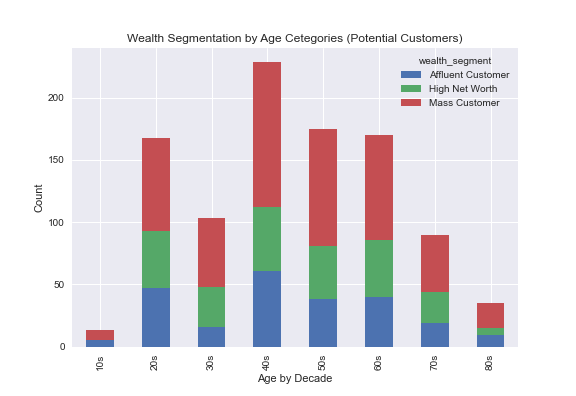 Wealth Segmentation by Age Cetegories (Potential Customers)
wealth_segment
Affluent Customer
High Net Worth
Mass Customer
200
150
100
50
0
Count
10s
20s
30s
40s
50s
60s
70s
80s
Age by Decade